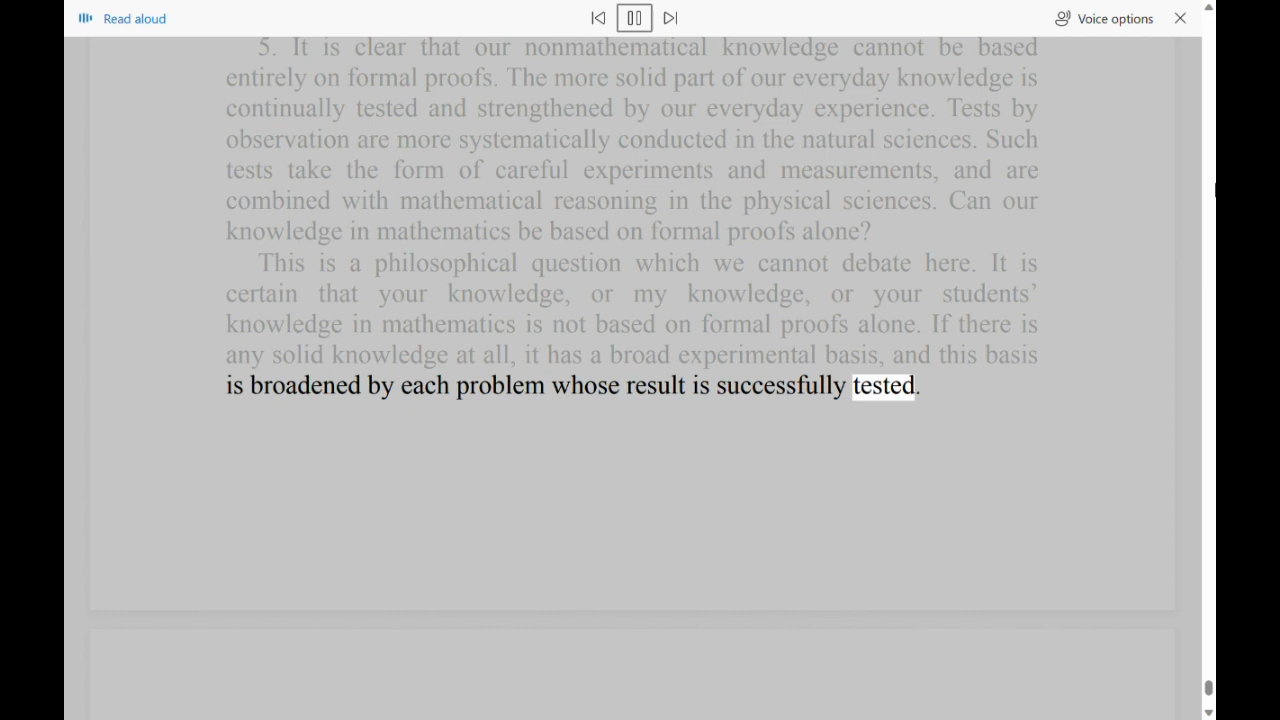 Read aloud
Voice options
5. It is clear that our nonmathematical knowledge cannot be based
entirely on formal proofs. The more solid part of our everyday knowledge is
continually tested and strengthened by our everyday experience. Tests by
observation are more systematically conducted in the natural sciences. Such
tests take the form of careful experiments and measurements, and are
combined with mathematical reasoning in the physical sciences. Can our
knowledge in mathematics be based on formal proofs alone?
This is a philosophical question which we cannot debate here. It is
certain that your knowledge, or my knowledge, or your students’
knowledge in mathematics is not based on formal proofs alone. If there is
any solid knowledge at all, it has a broad experimental basis, and this basis
is broadened by each problem whose result is successfully tested.